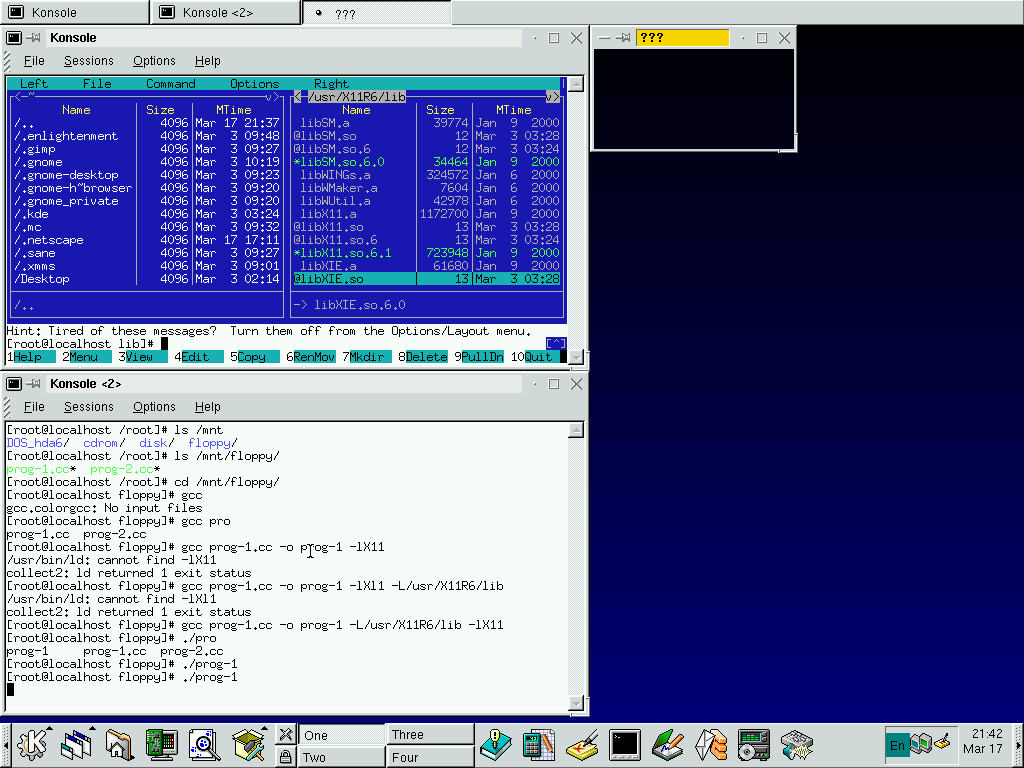 Konsole
Konsole <2>
???
Konsole
File Sessions Options Help
Left File Command Options Right
<-~ v> < /usr/X11R6/lib v>
Name Size MTime Name Size MTime
/.. 4096 Mar 17 21:37 libSM.a 39774 Jan 9 2000
/.enlightenment 4096 Mar 3 09:48 @libSM.so 12 Mar 3 03:28
/.gimp 4096 Mar 3 09:27 @libSM.so.6 12 Mar 3 03:24
/.gnome 4096 Mar 3 10:19 *libSM.so.6.0 34464 Jan 9 2000
/.gnome-desktop 4096 Mar 3 09:23 libWINGs.a 324572 Jan 6 2000
/.gnome-h~browser 4096 Mar 3 09:20 libWMaker.a 7604 Jan 6 2000
/.gnome_private 4096 Mar 3 09:20 libWUtil.a 42978 Jan 6 2000
/.kde 4096 Mar 3 03:24 libX11.a 1172700 Jan 9 2000
/.mc 4096 Mar 3 09:32 @libX11.so 13 Mar 3 03:28
/.netscape 4096 Mar 17 17:11 @libX11.so.6 13 Mar 3 03:24
/.sane 4096 Mar 3 09:27 *libX11.so.6.1 723948 Jan 9 2000
/.xmms 4096 Mar 3 09:01 libXIE.a 61680 Jan 9 2000
/Desktop 4096 Mar 3 02:14 @libXIE.so 13 Mar 3 03:28
/.. -> libXIE.so.6.0
Hint: Tired of these messages? Turn them off from the Options/Layout menu.
[root@localhost lib]# [^]
1Help 2Menu 3View 4Edit 5Copy 6RenMov 7Mkdir 8Delete 9PullDn 10Quit
???
Konsole <2>
File Sessions Options Help
[root@localhost /root]# ls /mnt
DOS_hda6/ cdrom/ disk/ floppy/
[root@localhost /root]# ls /mnt/floppy/
prog-1.cc* prog-2.cc*
[root@localhost /root]# cd /mnt/floppy/
[root@localhost floppy]# gcc
gcc.colorgcc: No input files
[root@localhost floppy]# gcc pro
prog-1.cc prog-2.cc
[root@localhost floppy]# gcc prog-1.cc -o prog-1 -lX11
/usr/bin/ld: cannot find -lX11
collect2: ld returned 1 exit status
[root@localhost floppy]# gcc prog-1.cc -o prog-1 -lXl1 -L/usr/X11R6/lib
/usr/bin/ld: cannot find -lXl1
collect2: ld returned 1 exit status
[root@localhost floppy]# gcc prog-1.cc -o prog-1 -L/usr/X11R6/lib -lX11
[root@localhost floppy]# ./pro
prog-1 prog-1.cc prog-2.cc
[root@localhost floppy]# ./prog-1
[root@localhost floppy]# ./prog-1
One Three
Two Four
En
21:42
Mar 17